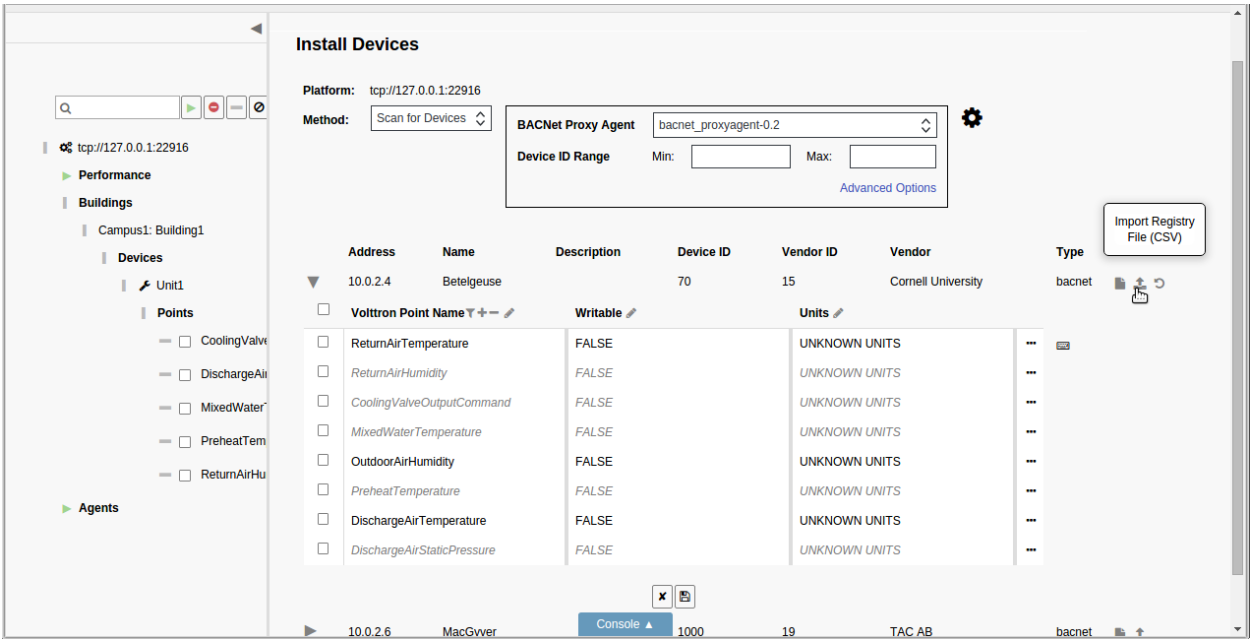 Install Devices
Platform: tcp://127.0.0.1:22916
Method: Scan for Devices
BACNet Proxy Agent bacnet_proxyagent-0.2
Device ID Range Min: Max:
Advanced Options
tcp://127.0.0.1:22916
Performance
Buildings
Campus1: Building1
Devices
Unit1
Points
CoolingValve
DischargeAir
MixedWaterT
PreheatTem
ReturnAirHu
Agents
Import Registry
File (CSV)
Address Name Description Device ID Vendor ID Vendor Type
10.0.2.4 Betelgeuse 70 15 Cornell University bacnet
Volttron Point Name Writable Units
ReturnAirTemperature FALSE UNKNOWN UNITS
ReturnAirHumidity FALSE UNKNOWN UNITS
CoolingValveOutputCommand FALSE UNKNOWN UNITS
MixedWaterTemperature FALSE UNKNOWN UNITS
OutdoorAirHumidity FALSE UNKNOWN UNITS
PreheatTemperature FALSE UNKNOWN UNITS
DischargeAirTemperature FALSE UNKNOWN UNITS
DischargeAirStaticPressure FALSE UNKNOWN UNITS
Console ▲
10.0.2.6 MacGyver 1000 19 TAC AB bacnet